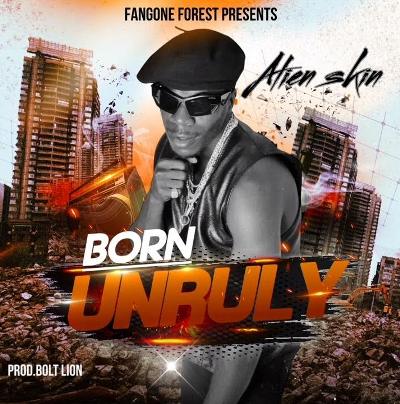 FANGONE FOREST PRESENTS
Alien skin
BORN
UNRULY
PROD.BOLT LION